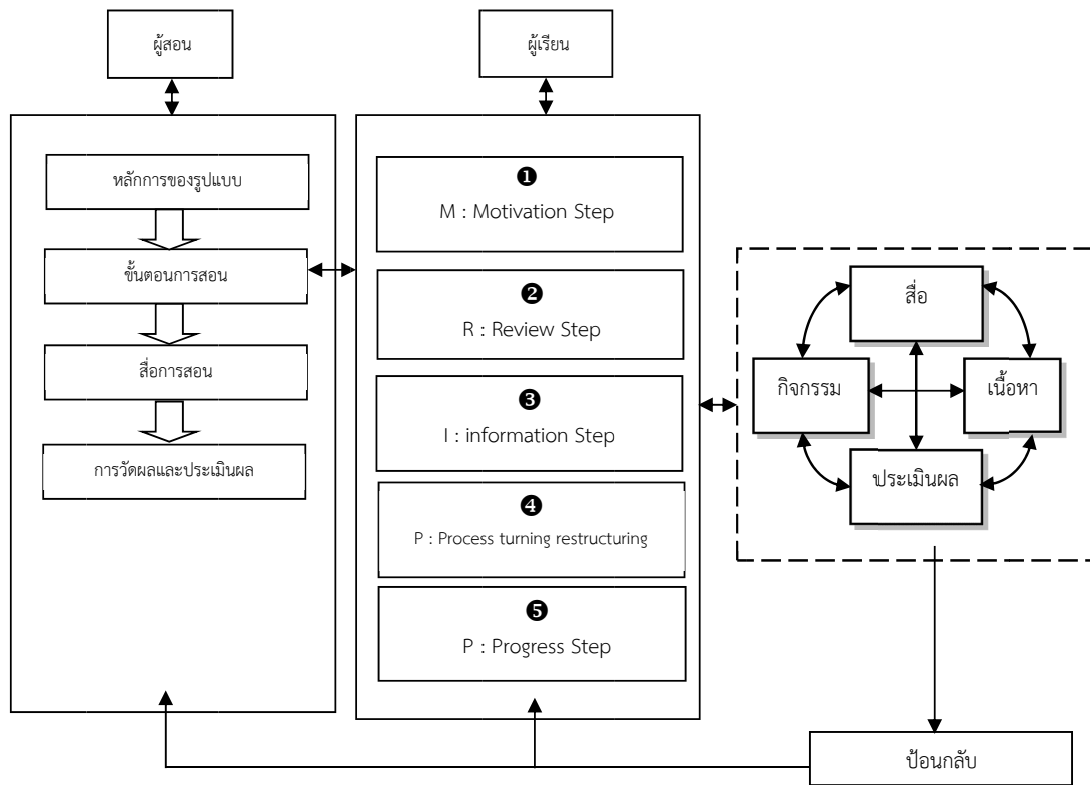 ผู้สอน
ผู้เรียน
หลักการของรูปแบบ
ขั้นตอนการสอน
สื่อการสอน
การวัดผลและประเมินผล
❶
M : Motivation Step
❷
R : Review Step
❸
I : information Step
❹
P : Process turning restructuring
❺
P : Progress Step
สื่อ
กิจกรรม
เนื้อหา
ประเมินผล
ป้อนกลับ